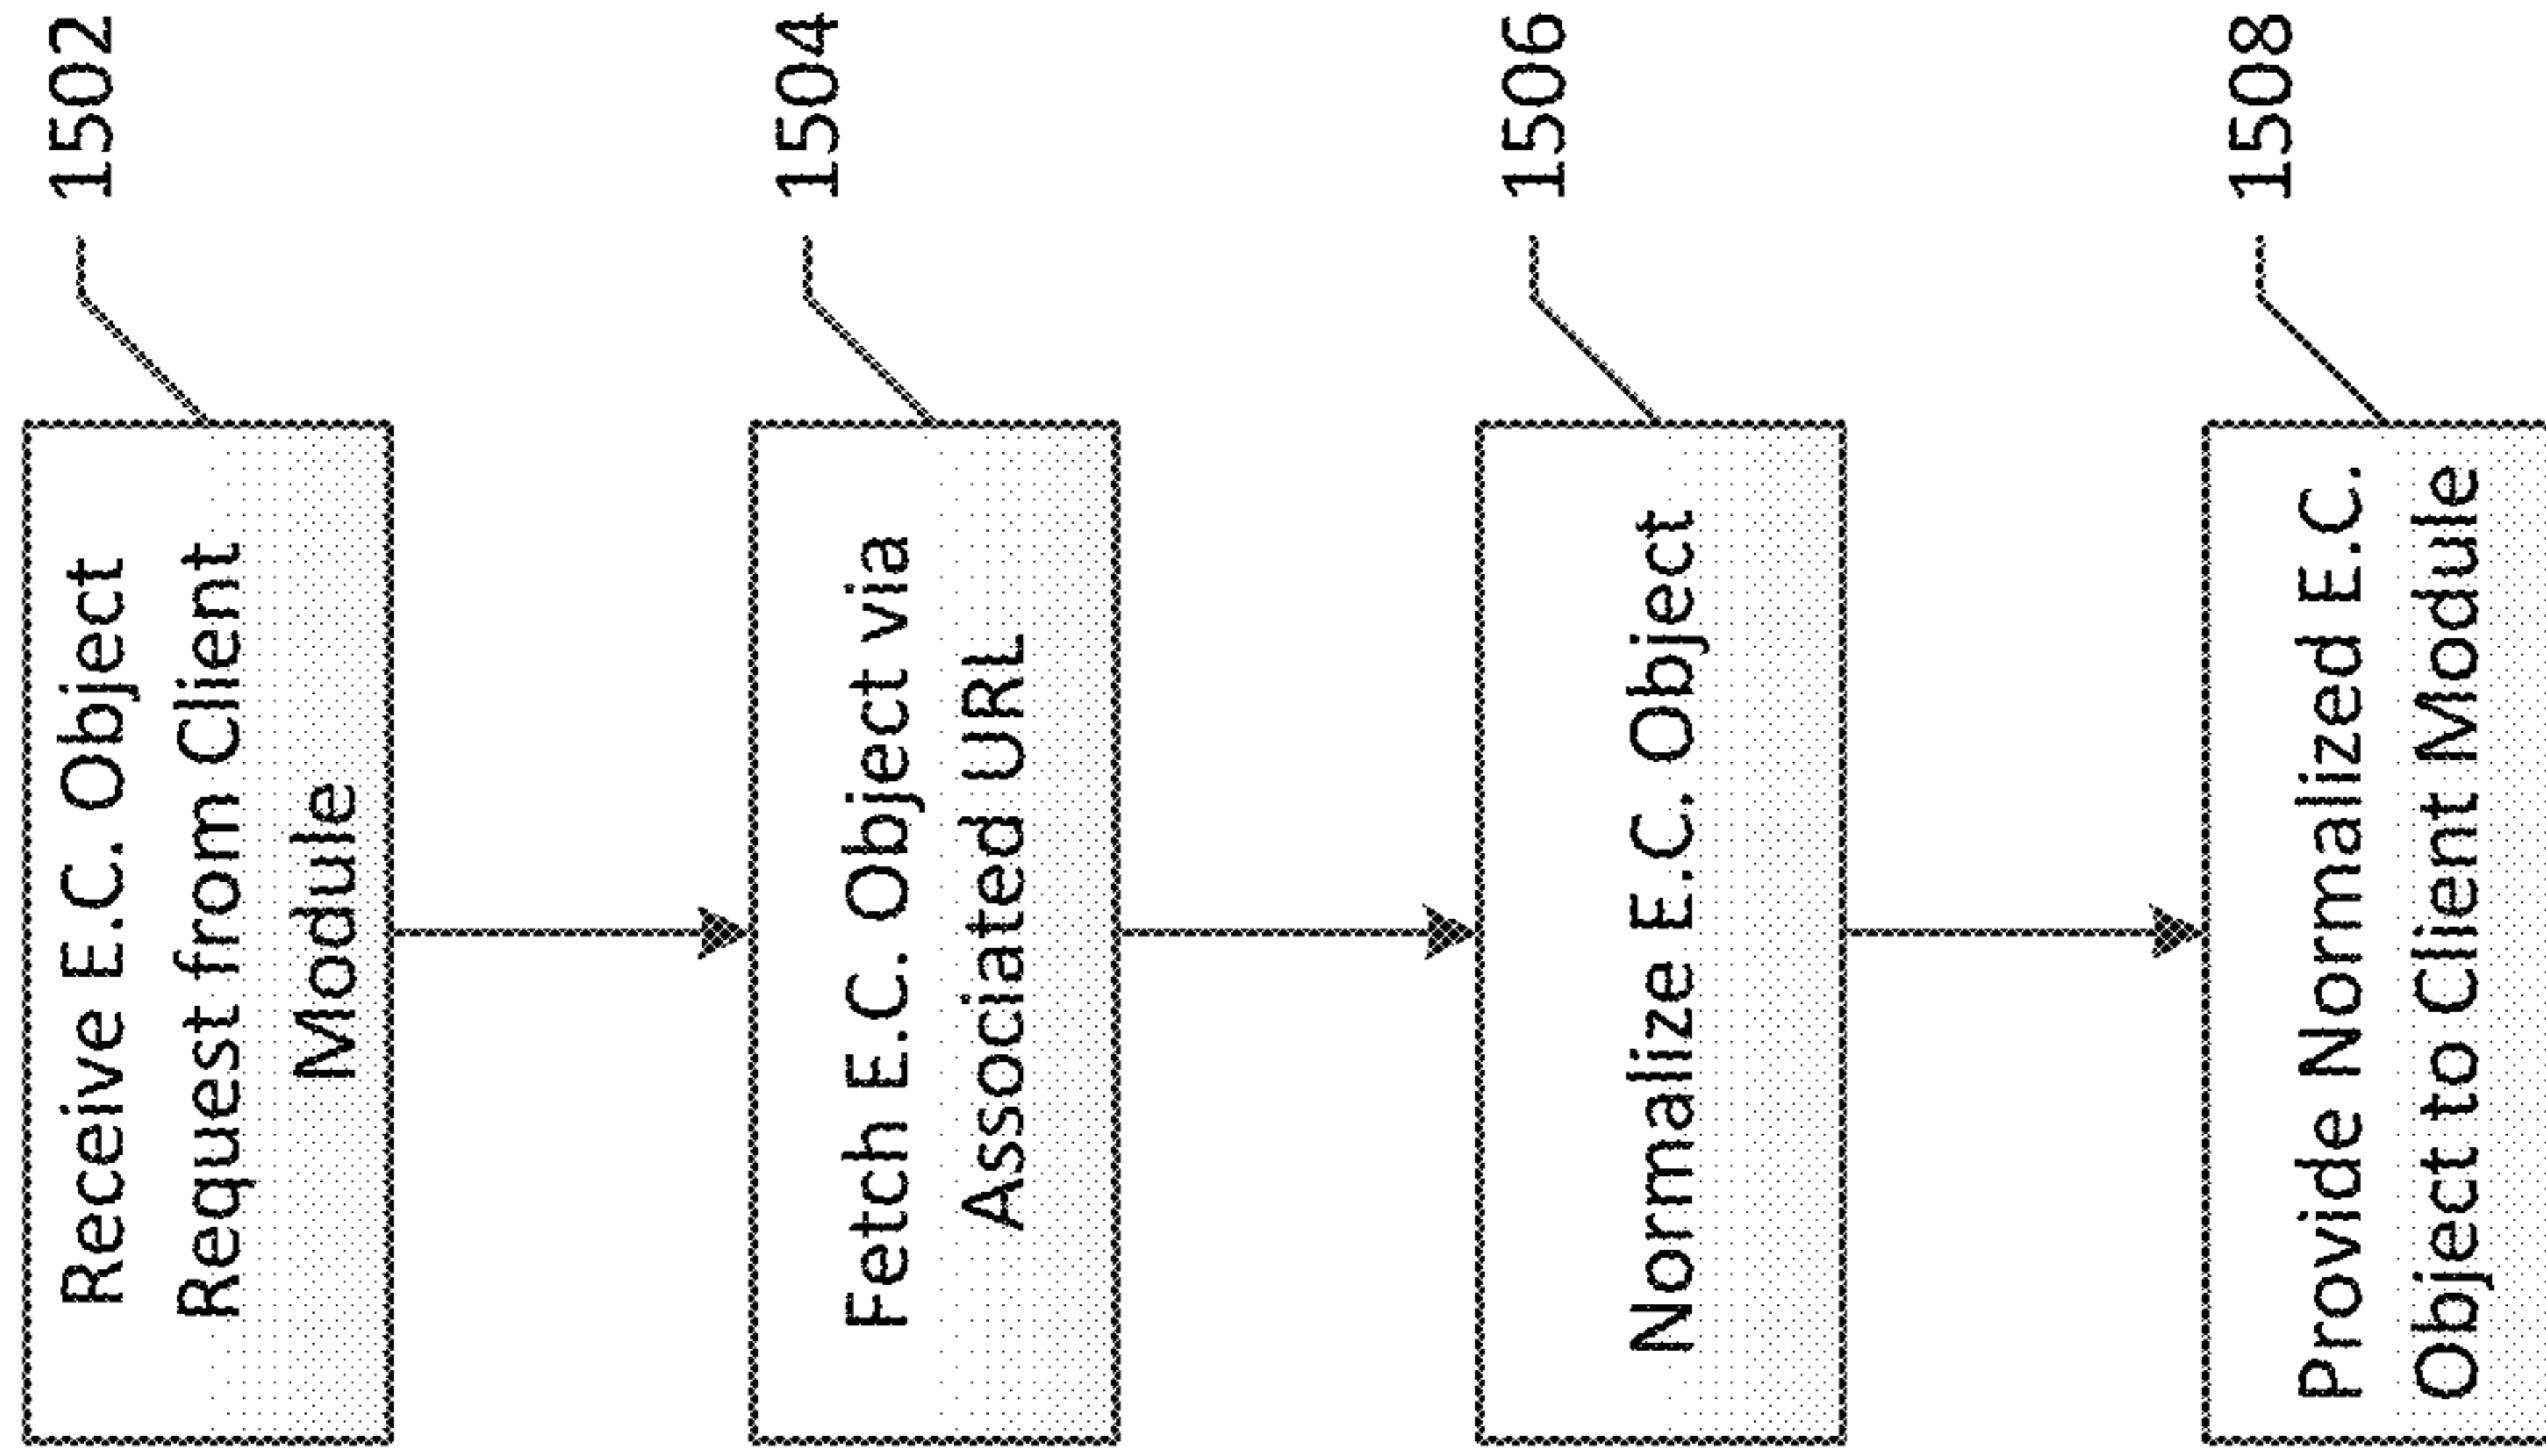 Receive E.C. Object
Request from Client
Module
1502
Fetch E.C. Object via
Associated URL
1504
Normalize E.C. Object
1506
Provide Normalized E.C.
Object to Client Module
1508